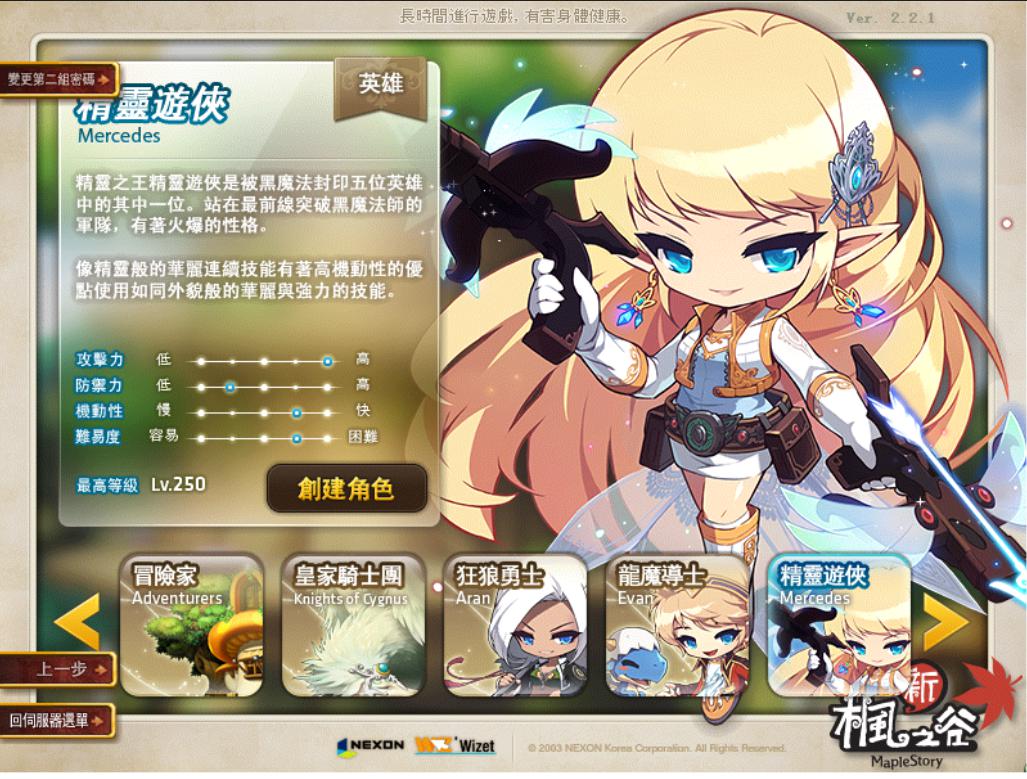 長時間進行遊戲, 有害身體健康。
Ver. 2.2.1
變更第二組密碼
精靈遊俠
Mercedes
英雄
精靈之王精靈遊俠是被黑魔法封印五位英雄
中的其中一位。站在最前線突破黑魔法師的
軍隊，有著火爆的性格。
像精靈般的華麗連續技能有著高機動性的優
點使用如同外貌般的華麗與強力的技能。
攻擊力 低 高
防禦力 低 高
機動性 慢 快
難易度 容易 困難
最高等級 Lv.250
創建角色
冒險家
Adventurers
皇家騎士團
Knights of Cygnus
狂狼勇士
Aran
龍魔導士
Evan
精靈遊俠
Mercedes
上一步
回伺服器選單
新
楓之谷
MapleStory
NEXON
Wizet
© 2003 NEXON Korea Corporation. All Rights Reserved.